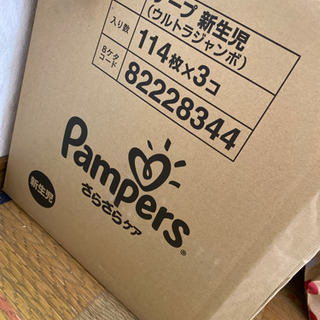 テープ 新生児
(ウルトラジャンボ)
入り数 114枚×3コ
8ケタコード 82228344
Pampers®
さらさらケア
新生児